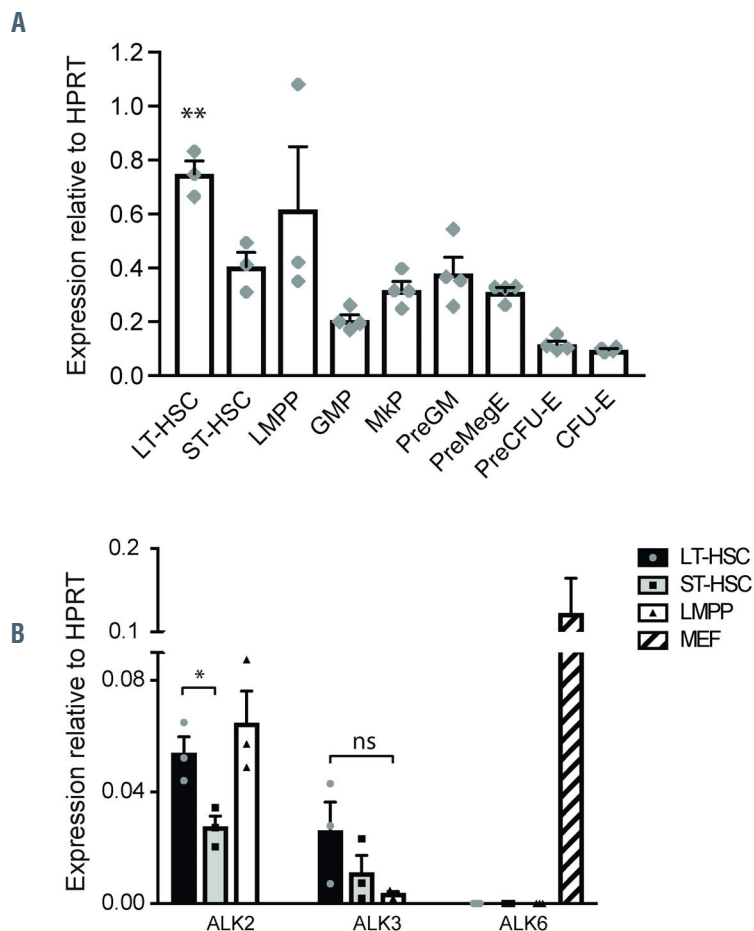 A
Expression relative to HPRT
1.2
1.0
0.8
0.6
0.4
0.2
0.0
**
LT-HSC
ST-HSC
LMPP
GMP
MkP
PreGM
PreMegE
PreCFU-E
CFU-E
B
Expression relative to HPRT
0.2
0.1
0.08
0.04
0.00
*
ns
ALK2
ALK3
ALK6
LT-HSC
ST-HSC
LMPP
MEF